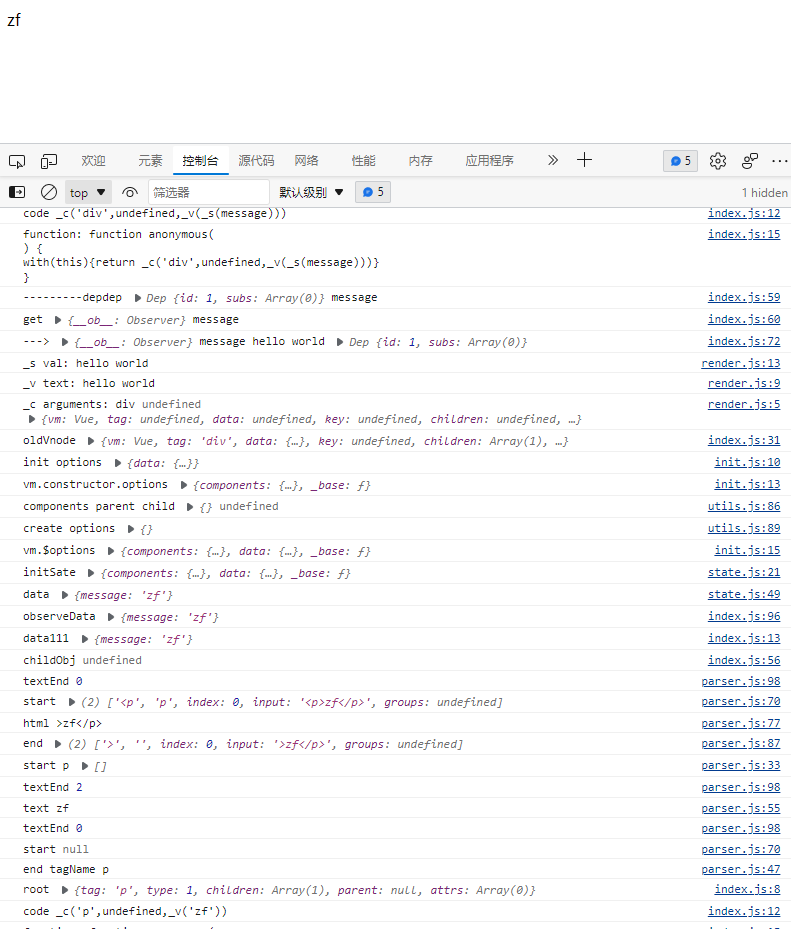 zf
欢迎 元素 控制台 源代码 网络 性能 内存 应用程序 5
top 筛选器 默认级别 5 1 hidden
code _c('div',undefined,_v(_s(message))) index.js:12
function: function anonymous( index.js:15
) {
with(this){return _c('div',undefined,_v(_s(message)))}
}
---------depdep ▶ Dep {id: 1, subs: Array(0)} message index.js:59
get ▶ {__ob__: Observer} message index.js:60
---> ▶ {__ob__: Observer} message hello world ▶ Dep {id: 1, subs: Array(0)} index.js:72
_s val: hello world render.js:13
_v text: hello world render.js:9
_c arguments: div undefined render.js:5
▶ {vm: Vue, tag: undefined, data: undefined, key: undefined, children: undefined, …}
oldVnode ▶ {vm: Vue, tag: 'div', data: {…}, key: undefined, children: Array(1), …} index.js:31
init options ▶ {data: {…}} init.js:10
vm.constructor.options ▶ {components: {…}, _base: ƒ} init.js:13
components parent child ▶ {} undefined utils.js:86
create options ▶ {} utils.js:89
vm.$options ▶ {components: {…}, data: {…}, _base: ƒ} init.js:15
initSate ▶ {components: {…}, data: {…}, _base: ƒ} state.js:21
data ▶ {message: 'zf'} state.js:49
observeData ▶ {message: 'zf'} index.js:96
data111 ▶ {message: 'zf'} index.js:13
childObj undefined index.js:56
textEnd 0 parser.js:98
start ▶ (2) ['<p', 'p', index: 0, input: '<p>zf</p>', groups: undefined] parser.js:70
html >zf</p> parser.js:77
end ▶ (2) ['>', '', index: 0, input: '>zf</p>', groups: undefined] parser.js:87
start p ▶ [] parser.js:33
textEnd 2 parser.js:98
text zf parser.js:55
textEnd 0 parser.js:98
start null parser.js:70
end tagName p parser.js:47
root ▶ {tag: 'p', type: 1, children: Array(1), parent: null, attrs: Array(0)} index.js:8
code _c('p',undefined,_v('zf')) index.js:12